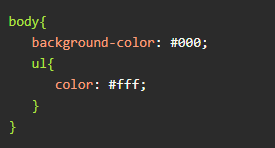 body{
background-color: #000;
ul{
color: #fff;
}
}